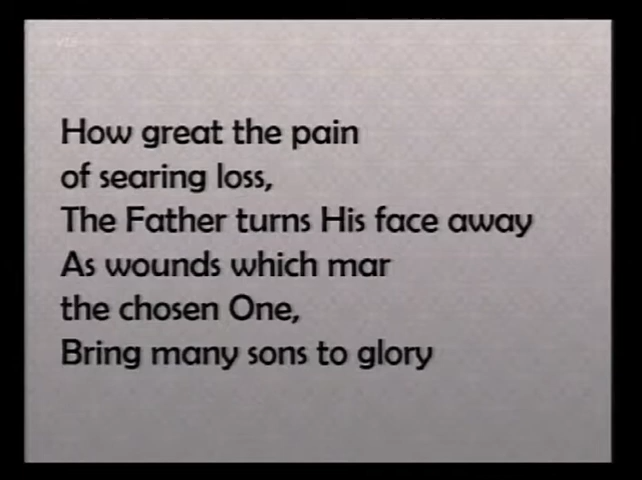 How great the pain
of searing loss,
The Father turns His face away
As wounds which mar
the chosen One,
Bring many sons to glory